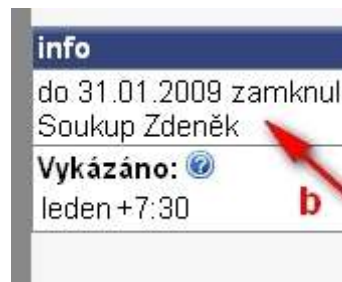 info
do 31.01.2009 zamknul
Soukup Zdeněk
Vykázáno:
leden +7:30
b